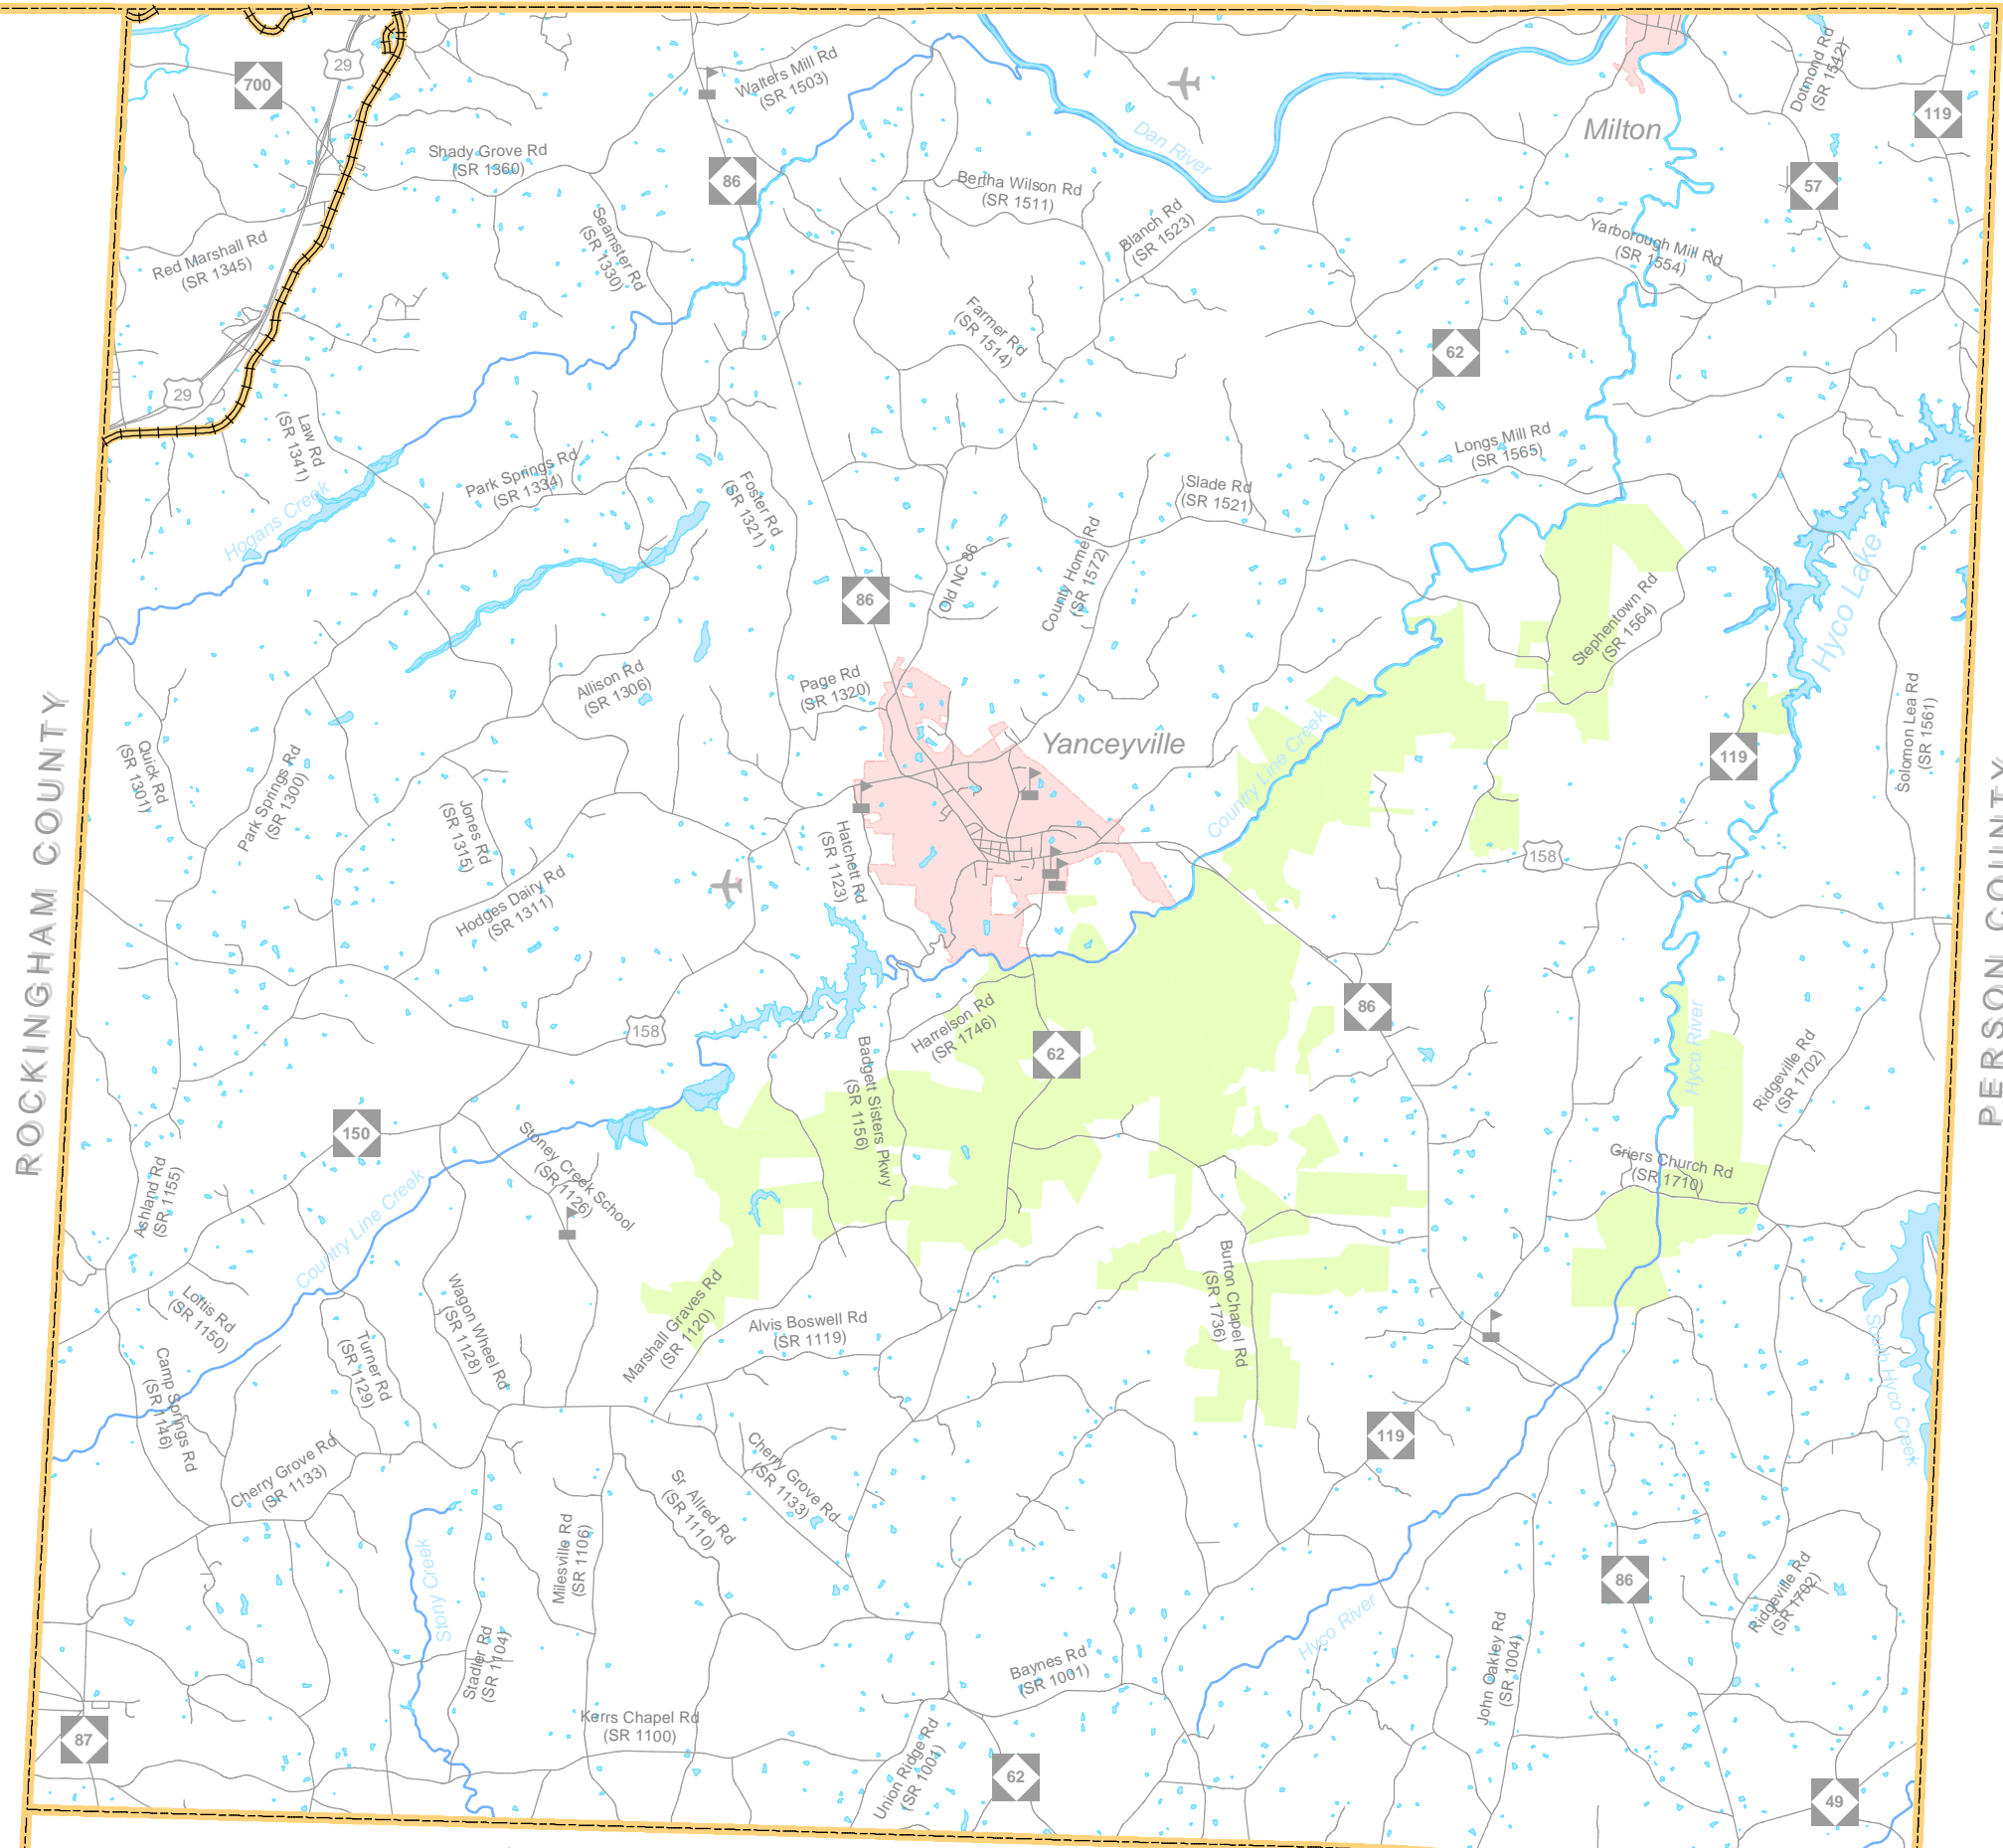 29
700
Walters Mill Rd
(SR 1503)
Dotmond Rd
(SR 1542)
119
Milton
Dan River
Shady Grove Rd
(SR 1360)
86
Bertha Wilson Rd
(SR 1511)
57
Blanch Rd
(SR 1523)
Seamster Rd
(SR 1330)
Red Marshall Rd
(SR 1345)
Yarborough Mill Rd
(SR 1554)
Farmer Rd
(SR 1514)
62
29
Law Rd
(SR 1341)
Park Springs Rd
(SR 1334)
Longs Mill Rd
(SR 1565)
Foster Rd
(SR 1321)
Slade Rd
(SR 1521)
Hogans Creek
Old NC 86
County Home Rd
(SR 1572)
86
Hyco Lake
Stephentown Rd
(SR 1564)
Allison Rd
(SR 1306)
Page Rd
(SR 1320)
Yanceyville
Solomon Lea Rd
(SR 1561)
119
Quick Rd
(SR 1301)
Park Springs Rd
(SR 1300)
Country Line Creek
Jones Rd
(SR 1315)
Hatchett Rd
(SR 1123)
158
Hodges Dairy Rd
(SR 1311)
ROCKINGHAM COUNTY
PERSON COUNTY
86
Harrelson Rd
(SR 1746)
158
62
Hyco River
Badgett Sisters Pkwy
(SR 1156)
Ridgeville Rd
(SR 1702)
150
Stoney Creek School
(SR 1126)
Griers Church Rd
(SR 1710)
Ashland Rd
(SR 1155)
Country Line Creek
Loftis Rd
(SR 1150)
Wagon Wheel Rd
(SR 1128)
Marshall Graves Rd
(SR 1120)
Alvis Boswell Rd
(SR 1119)
Burton Chapel Rd
(SR 1736)
South Hyco Creek
Turner Rd
(SR 1129)
Camp Springs Rd
(SR 1146)
119
Cherry Grove Rd
(SR 1133)
Cherry Grove Rd
(SR 1133)
Sr Allred Rd
(SR 1110)
Milesville Rd
(SR 1106)
Stony Creek
86
Ridgeville Rd
(SR 1702)
Hyco River
Stadler Rd
(SR 1104)
Baynes Rd
(SR 1001)
John Oakley Rd
(SR 1004)
Kerrs Chapel Rd
(SR 1100)
87
Union Ridge Rd
(SR 1001)
62
49